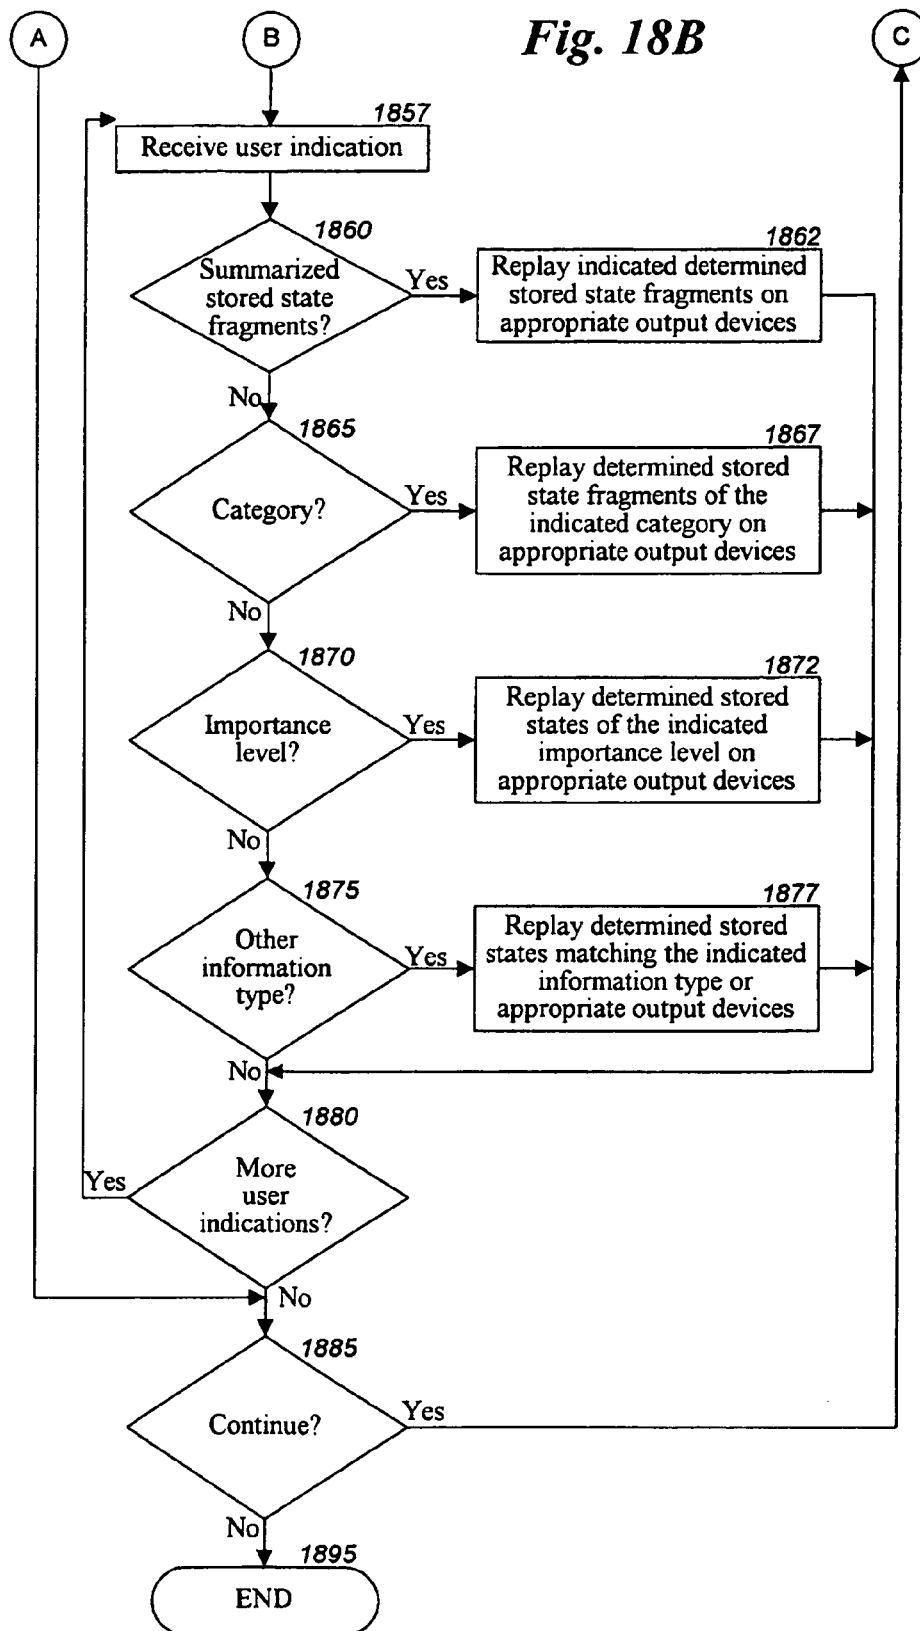 A
B
Fig. 18B
C
1857
Receive user indication
1860
Summarized
stored state
fragments?
Yes
1862
Replay indicated determined
stored state fragments on
appropriate output devices
No
1865
Category?
Yes
1867
Replay determined stored
state fragments of the
indicated category on
appropriate output devices
No
1870
Importance
level?
Yes
1872
Replay determined stored
states of the indicated
importance level on
appropriate output devices
No
1875
Other
information
type?
Yes
1877
Replay determined stored
states matching the indicated
information type or
appropriate output devices
No
1880
More
user
indications?
Yes
No
1885
Continue?
Yes
No
1895
END